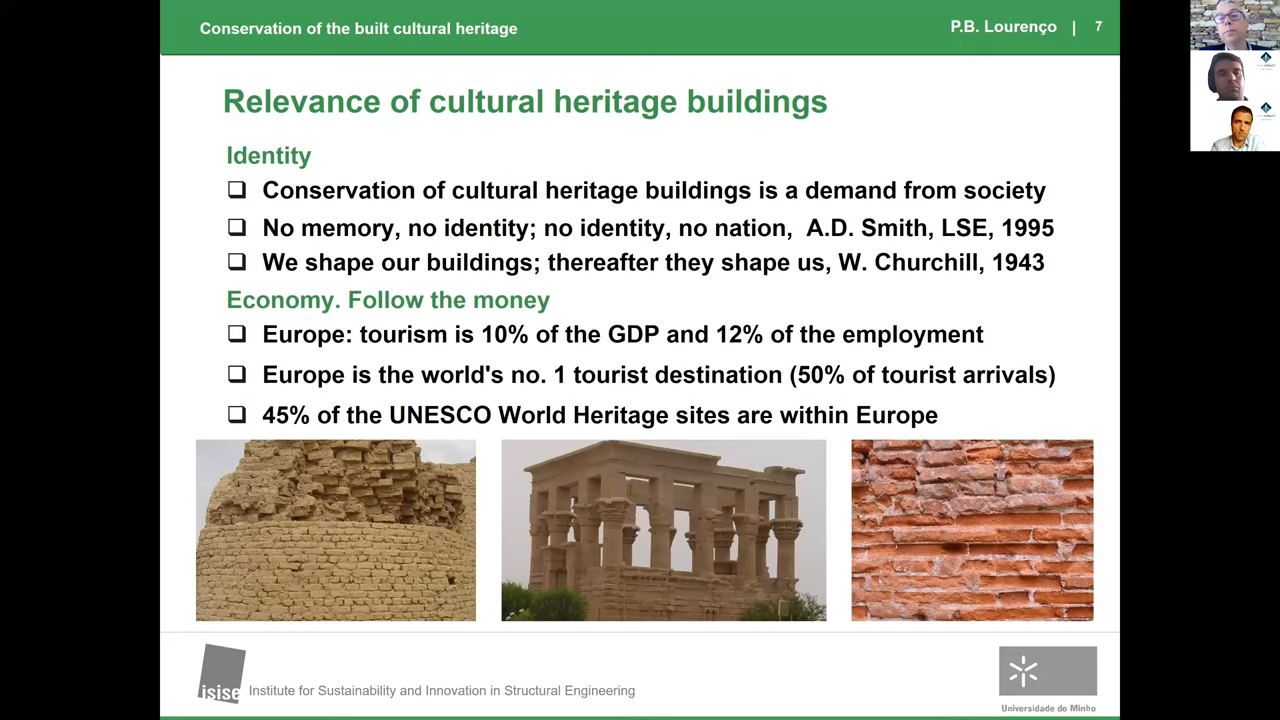 Conservation of the built cultural heritage
P.B. Lourenço | 7
Relevance of cultural heritage buildings
Identity
Conservation of cultural heritage buildings is a demand from society
No memory, no identity; no identity, no nation, A.D. Smith, LSE, 1995
We shape our buildings; thereafter they shape us, W. Churchill, 1943
Economy. Follow the money
Europe: tourism is 10% of the GDP and 12% of the employment
Europe is the world's no. 1 tourist destination (50% of tourist arrivals)
45% of the UNESCO World Heritage sites are within Europe
isise Institute for Sustainability and Innovation in Structural Engineering
Universidade do Minho